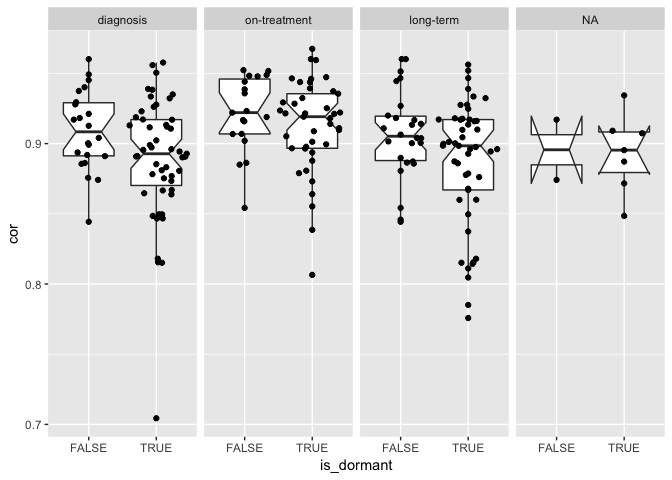 diagnosis on-treatment long-term NA
cor
0.9
0.8
0.7
FALSE TRUE FALSE TRUE FALSE TRUE FALSE TRUE
is_dormant